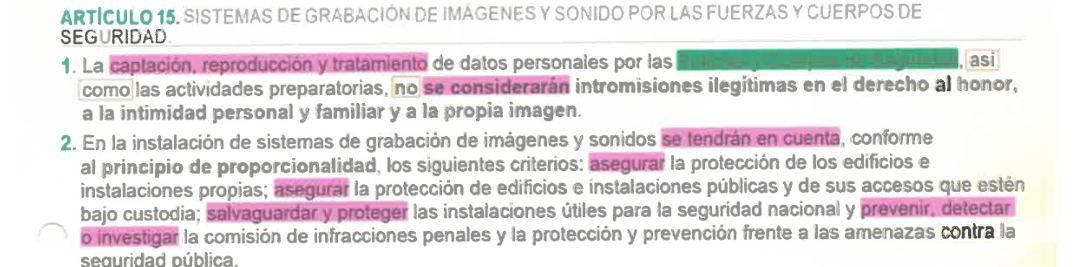 ARTÍCULO 15. SISTEMAS DE GRABACIÓN DE IMÁGENES Y SONIDO POR LAS FUERZAS Y CUERPOS DE
SEGURIDAD.
1. La captación, reproducción y tratamiento de datos personales por las Fuerzas y Cuerpos de Seguridad, así
como las actividades preparatorias, no se considerarán intromisiones ilegítimas en el derecho al honor,
a la intimidad personal y familiar y a la propia imagen.
2. En la instalación de sistemas de grabación de imágenes y sonidos se tendrán en cuenta, conforme
al principio de proporcionalidad, los siguientes criterios: asegurar la protección de los edificios e
instalaciones propias; asegurar la protección de edificios e instalaciones públicas y de sus accesos que estén
bajo custodia; salvaguardar y proteger las instalaciones útiles para la seguridad nacional y prevenir, detectar
o investigar la comisión de infracciones penales y la protección y prevención frente a las amenazas contra la
seguridad pública.